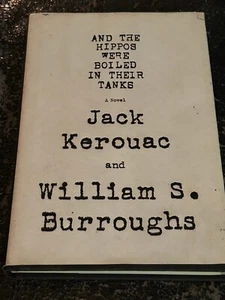 AND THE
HIPPOS
WERE
BOILED
IN THEIR
TANKS
A Novel
Jack
Kerouac
and
William S.
Burroughs